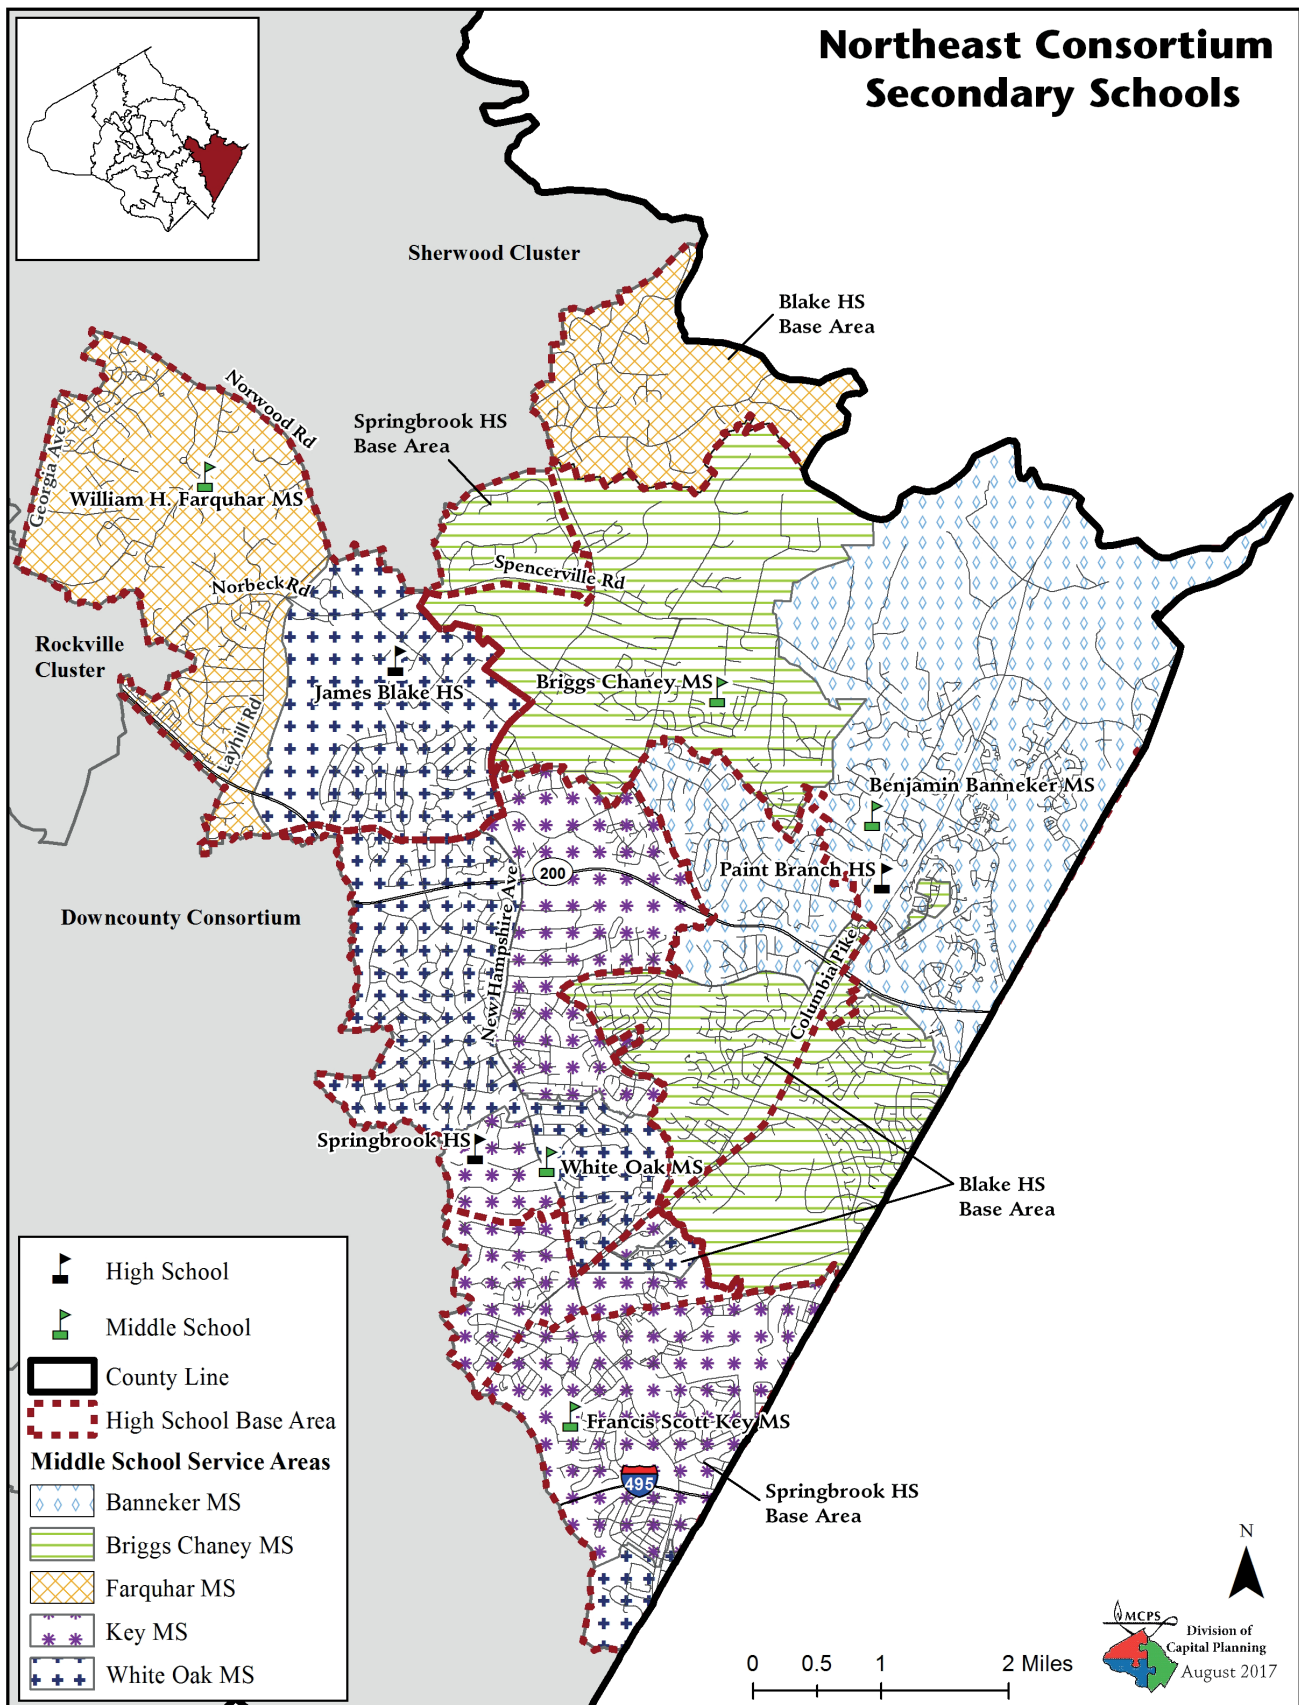 Northeast Consortium
Secondary Schools
Sherwood Cluster
Blake HS
Base Area
Norwood Rd
Springbrook HS
Base Area
Georgia Ave
William H. Farquhar MS
Spencerville Rd
Norbeck Rd
Rockville
Cluster
James Blake HS
Briggs Chaney MS
Layhill Rd
Benjamin Banneker MS
Paint Branch HS
200
Downcounty Consortium
New Hampshire Ave
Columbia Pike
Springbrook HS
White Oak MS
Blake HS
Base Area
High School
Middle School
County Line
High School Base Area
Middle School Service Areas
Banneker MS
Briggs Chaney MS
Farquhar MS
Key MS
White Oak MS
Francis Scott Key MS
495
Springbrook HS
Base Area
N
MCPS
Division of
Capital Planning
August 2017
0 0.5 1 2 Miles